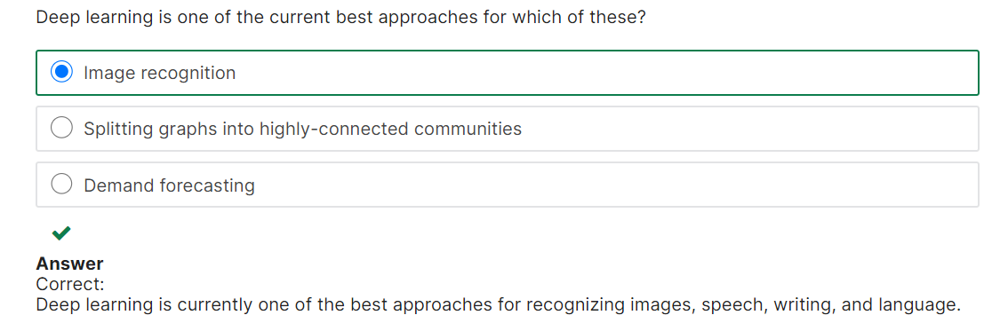 Deep learning is one of the current best approaches for which of these?
Image recognition
Splitting graphs into highly-connected communities
Demand forecasting
Answer
Correct:
Deep learning is currently one of the best approaches for recognizing images, speech, writing, and language.